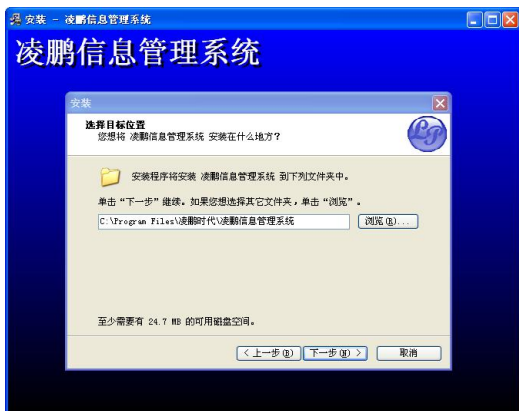 安装 - 凌鹏信息管理系统
凌鹏信息管理系统
安装
选择目标位置
您想将 凌鹏信息管理系统 安装在什么地方？
LP
安装程序将安装 凌鹏信息管理系统 到下列文件夹中。
单击“下一步”继续。如果您想选择其它文件夹，单击“浏览”。
C:\Program Files\凌鹏时代\凌鹏信息管理系统
浏览(R)...
至少需要有 24.7 MB 的可用磁盘空间。
< 上一步(B)
下一步(N) >
取消